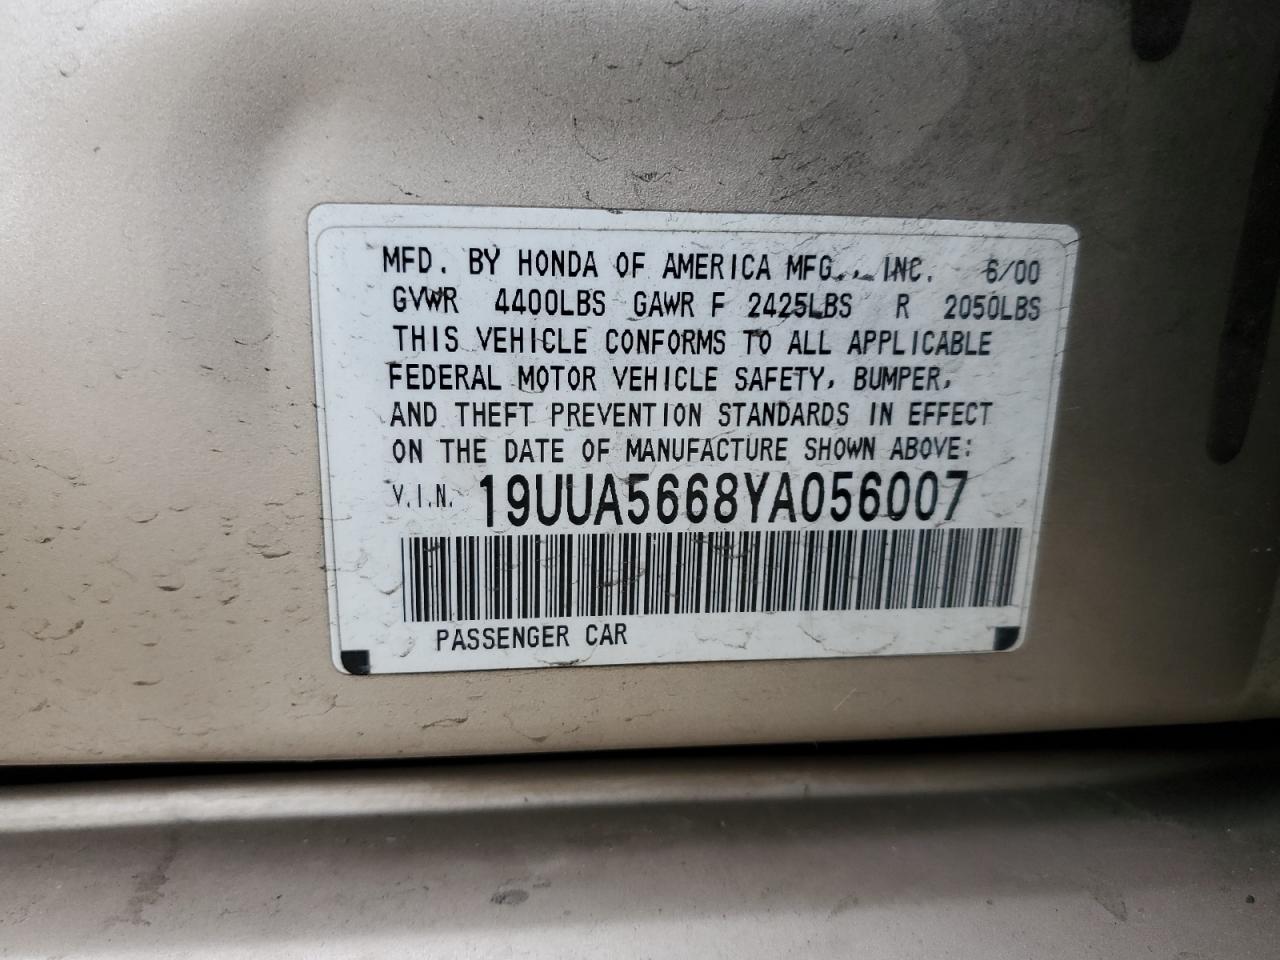 MFD. BY HONDA OF AMERICA MFG., INC. 6/00
GVWR 4400LBS GAWR F 2425LBS R 2050LBS
THIS VEHICLE CONFORMS TO ALL APPLICABLE
FEDERAL MOTOR VEHICLE SAFETY, BUMPER,
AND THEFT PREVENTION STANDARDS IN EFFECT
ON THE DATE OF MANUFACTURE SHOWN ABOVE:
V.I.N. 19UUA5668YA056007
PASSENGER CAR